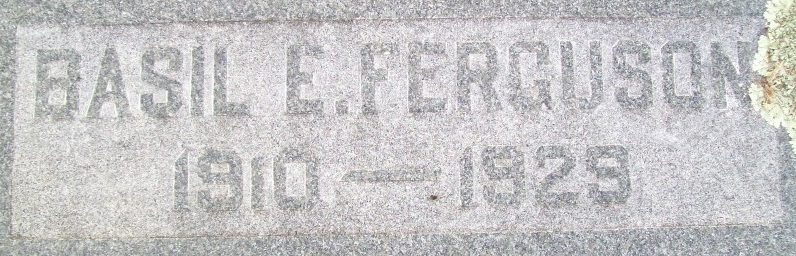 BASIL E. FERGUSON
1910 — 1929